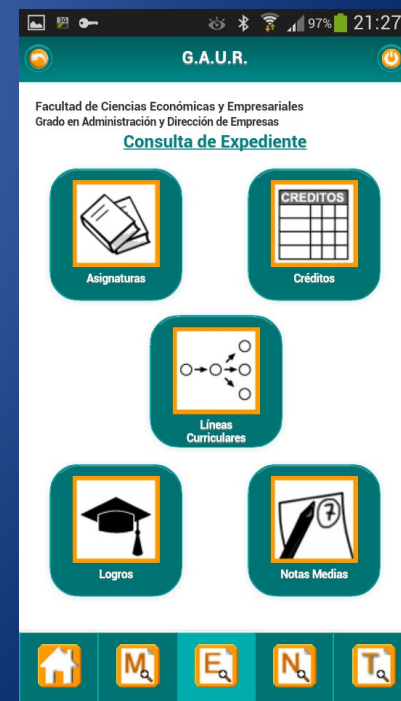 97% 21:27
G.A.U.R.
Facultad de Ciencias Económicas y Empresariales
Grado en Administración y Dirección de Empresas
Consulta de Expediente
CREDITOS
Asignaturas
Créditos
Líneas
Curriculares
7
Logros
Notas Medias
M E N T